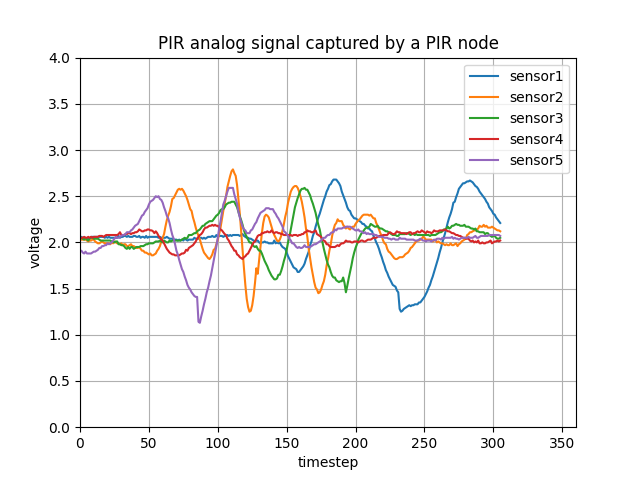 PIR analog signal captured by a PIR node
4.0
3.5
3.0
2.5
2.0
1.5
1.0
0.5
0.0
voltage
0 50 100 150 200 250 300 350
timestep
sensor1
sensor2
sensor3
sensor4
sensor5